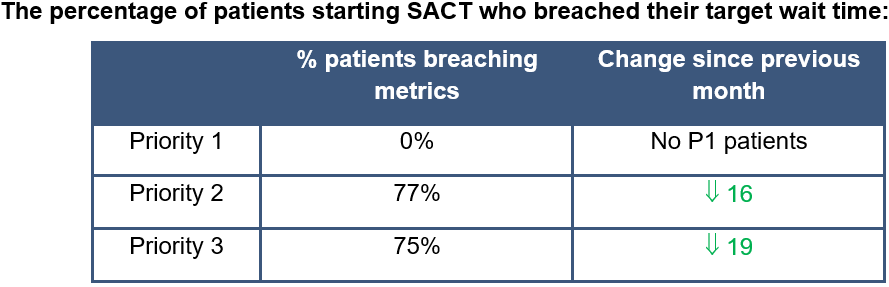 The percentage of patients starting SACT who breached their target wait time:
% patients breaching metrics
Change since previous month
Priority 1 0% No P1 patients
Priority 2 77% ⇓ 16
Priority 3 75% ⇓ 19